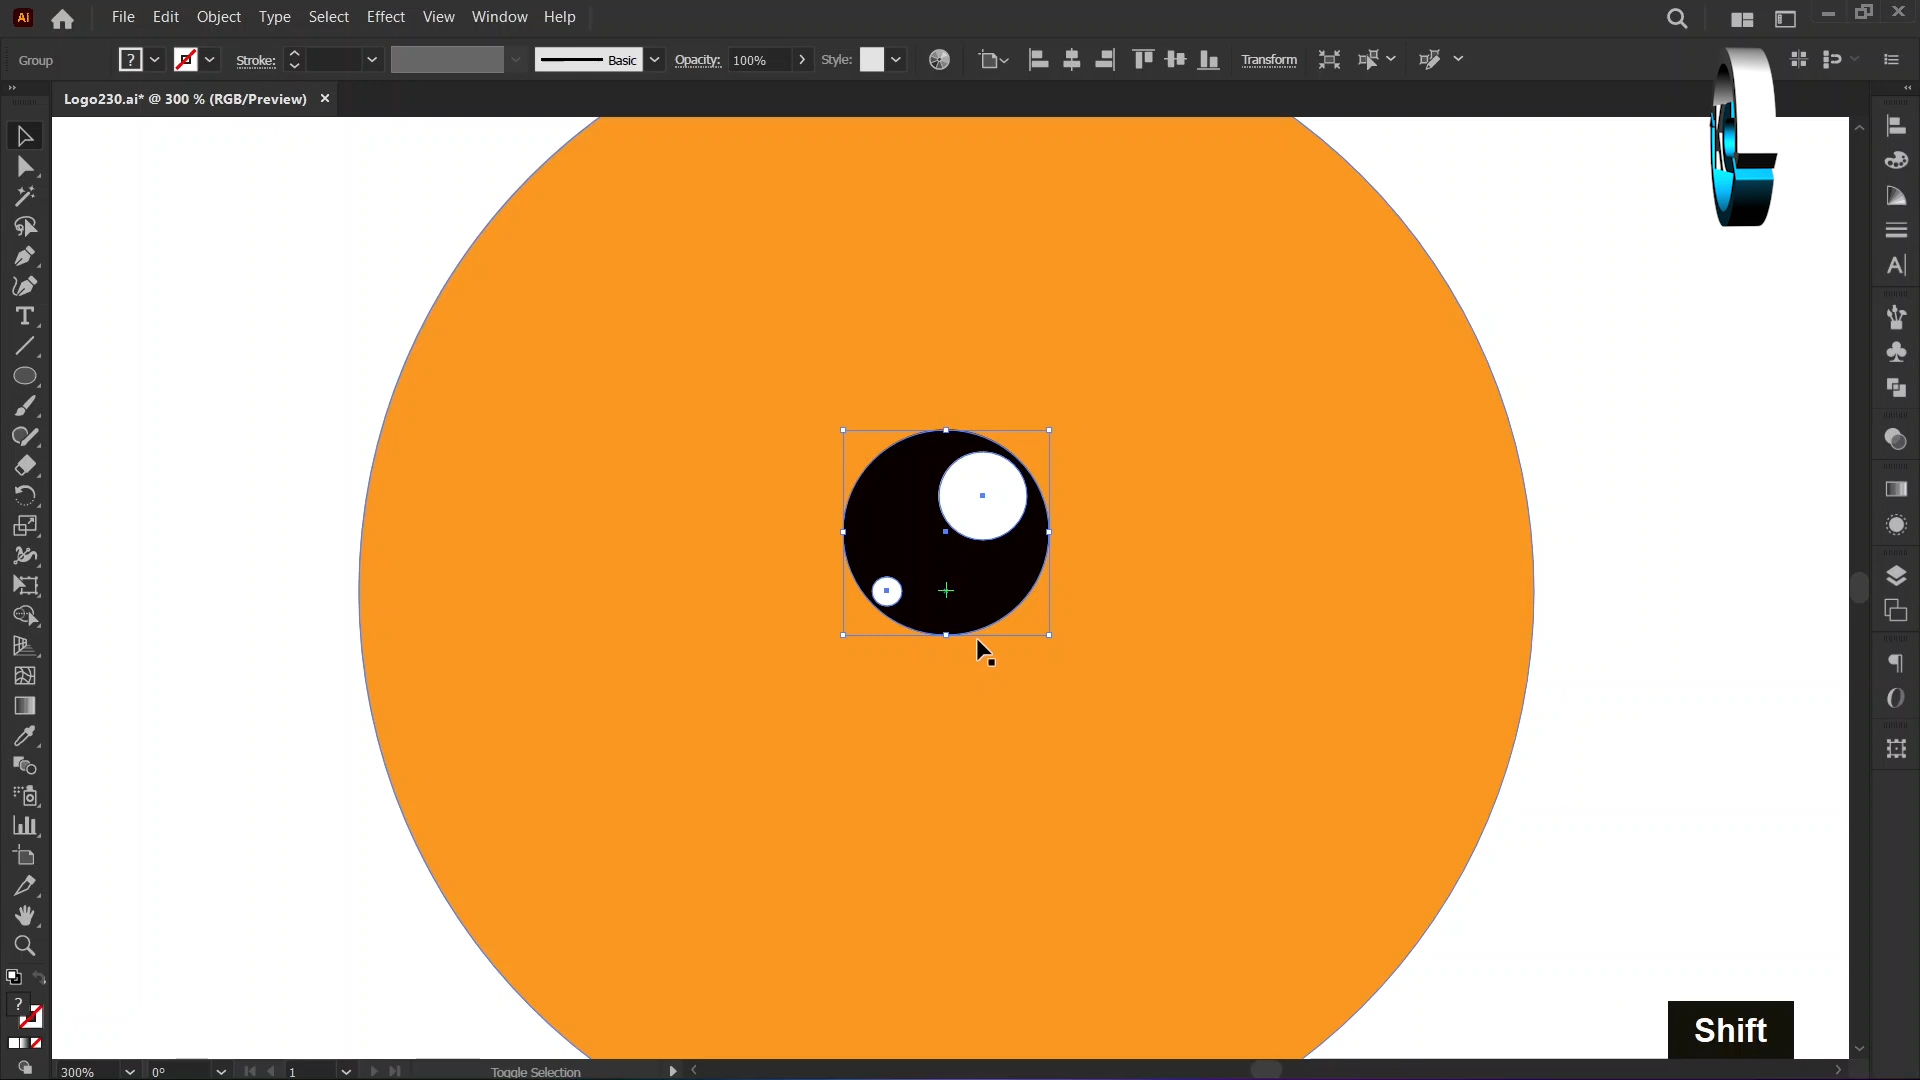 Ai File Edit Object Type Select Effect View Window Help
Group Stroke: Basic Opacity: 100% Style: Transform
Logo230.ai* @ 300 % (RGB/Preview)
Shift
300% 0° 1 Toggle Selection